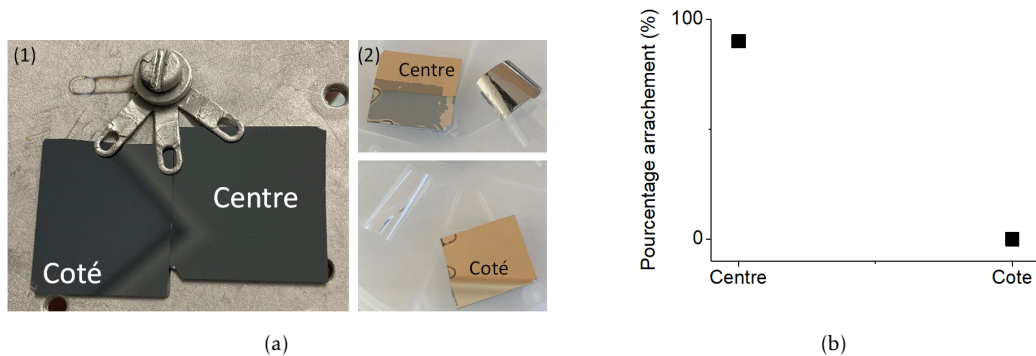 (1)
Coté
Centre
(2)
Centre
Coté
(a)
Pourcentage arrachement (%)
100
0
Centre
Cote
(b)